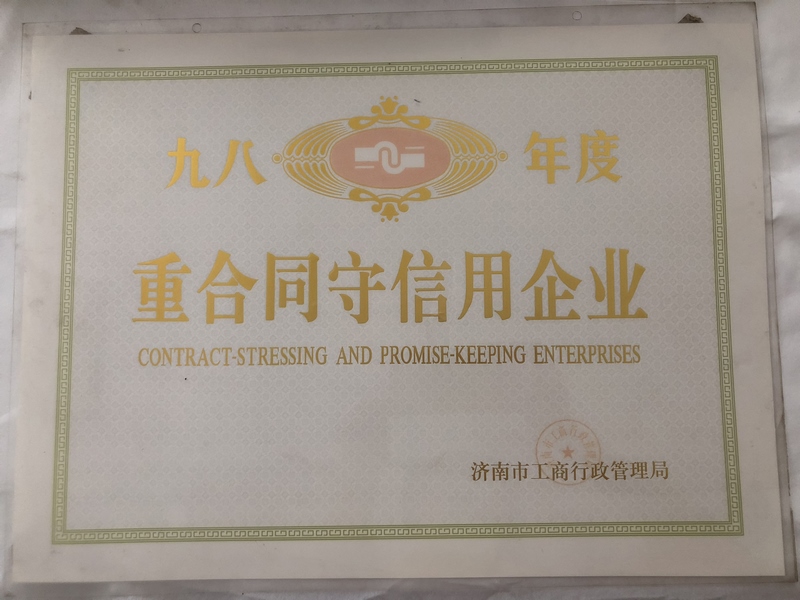 九八 年度
重合同守信用企业
CONTRACT-STRESSING AND PROMISE-KEEPING ENTERPRISES
济南市工商行政管理局